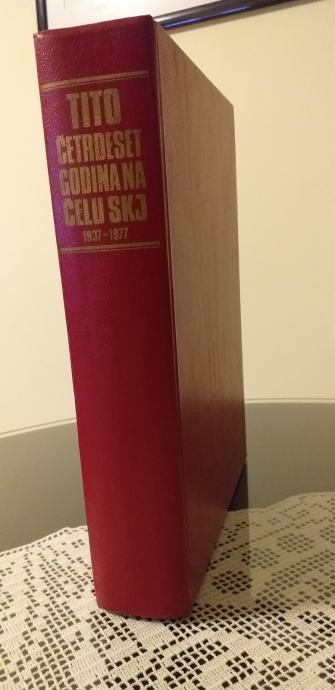 TITO
ČETRDESET
GODINA NA
ČELU SKJ
1937-1977